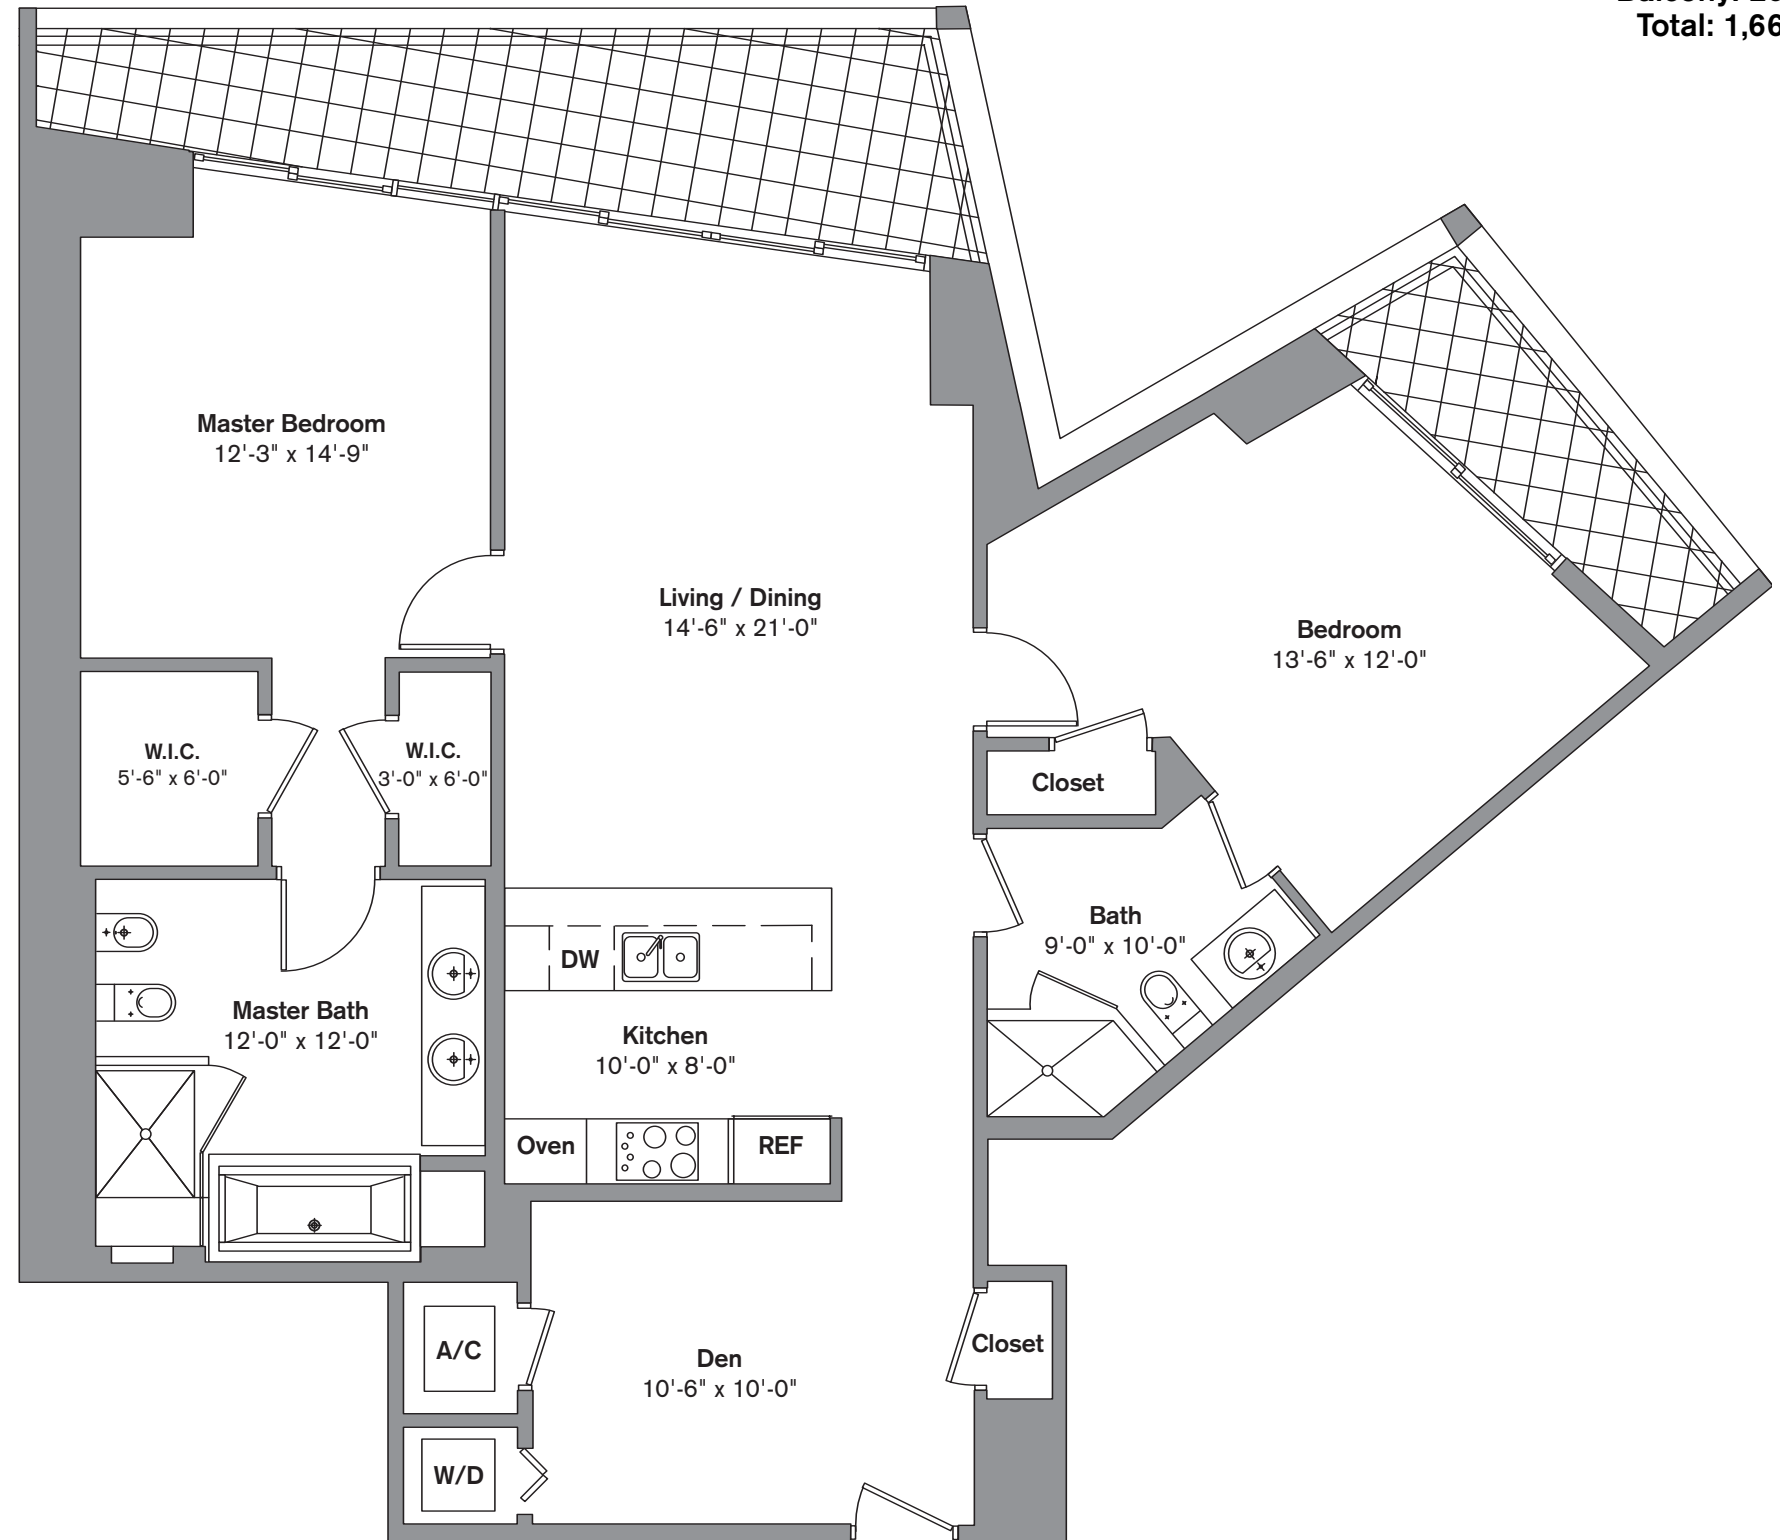 Total: 1,66
Master Bedroom
12'-3" x 14'-9"
Living / Dining
14'-6" x 21'-0"
Bedroom
13'-6" x 12'-0"
W.I.C.
5'-6" x 6'-0"
W.I.C.
3'-0" x 6'-0"
Closet
Bath
9'-0" x 10'-0"
DW
Master Bath
12'-0" x 12'-0"
Kitchen
10'-0" x 8'-0"
Oven
REF
A/C
Den
10'-6" x 10'-0"
Closet
W/D